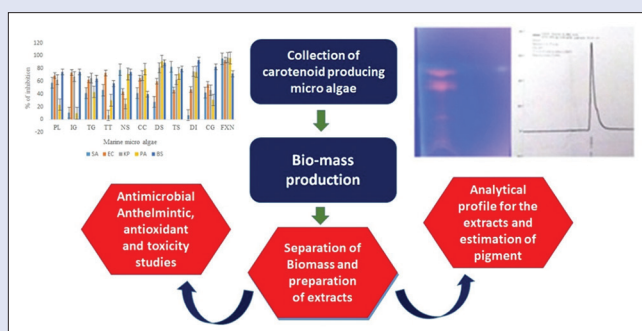 120
100
80
60
40
20
0
-20
% of inhibition
PL IG TG TT NS CC DS TS DI CG FXN
Marine micro algae
SA EC KP PA BS
Collection of
carotenoid producing
micro algae
Bio-mass
production
Antimicrobial
Anthelmintic,
antioxidant
and toxicity
studies
Separation of
Biomass and
preparation
of extracts
Analytical
profile for the
extracts and
estimation of
pigment